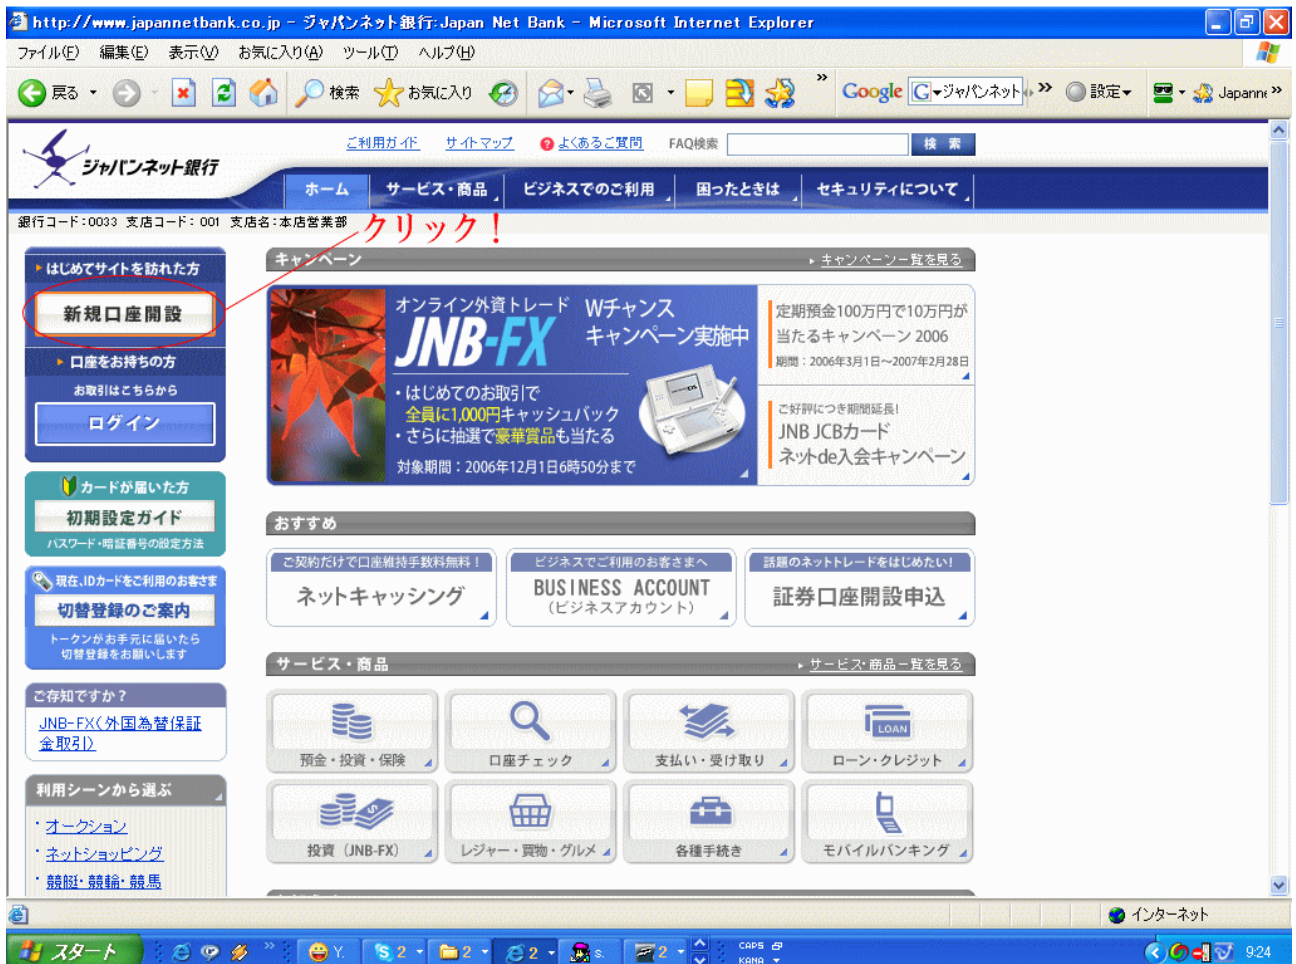 http://www.japannetbank.co.jp - ジャパンネット銀行:Japan Net Bank - Microsoft Internet Explorer
ファイル(F) 編集(E) 表示(V) お気に入り(A) ツール(T) ヘルプ(H)
戻る 検索 お気に入り » Google G ジャパンネット » 設定 Japann »
ジャパンネット銀行
ご利用ガイド サイトマップ ? よくあるご質問 FAQ検索 検 索
ホーム サービス・商品 ビジネスでのご利用 困ったときは セキュリティについて
銀行コード:0033 支店コード: 001 支店名:本店営業部
クリック!
はじめてサイトを訪れた方
新規口座開設
口座をお持ちの方
お取引はこちらから
ログイン
カードが届いた方
初期設定ガイド
パスワード・暗証番号の設定方法
現在、IDカードをご利用のお客さま
切替登録のご案内
トークンがお手元に届いたら
切替登録をお願いします
ご存知ですか?
JNB-FX(外国為替保証
金取引)
利用シーンから選ぶ
・オークション
・ネットショッピング
・競艇・競輪・競馬
キャンペーン キャンペーン一覧を見る
オンライン外貨トレード Wチャンス
JNB-FX キャンペーン実施中
・はじめてのお取引で
全員に1,000円キャッシュバック
・さらに抽選で豪華賞品も当たる
対象期間:2006年12月1日6時50分まで
定期預金100万円で10万円が
当たるキャンペーン 2006
期間:2006年3月1日~2007年2月28日
ご好評につき期間延長!
JNB JCBカード
ネットde入会キャンペーン
おすすめ
ご契約だけで口座維持手数料無料!
ネットキャッシング
ビジネスでご利用のお客さまへ
BUSINESS ACCOUNT
(ビジネスアカウント)
話題のネットトレードをはじめたい!
証券口座開設申込
サービス・商品 サービス・商品一覧を見る
預金・投資・保険 口座チェック 支払い・受け取り LOAN ローン・クレジット
投資(JNB-FX) レジャー・買物・グルメ 各種手続き モバイルバンキング
インターネット
スタート » Y. 2 2 2 s. 2 CAPS KANA 9:24